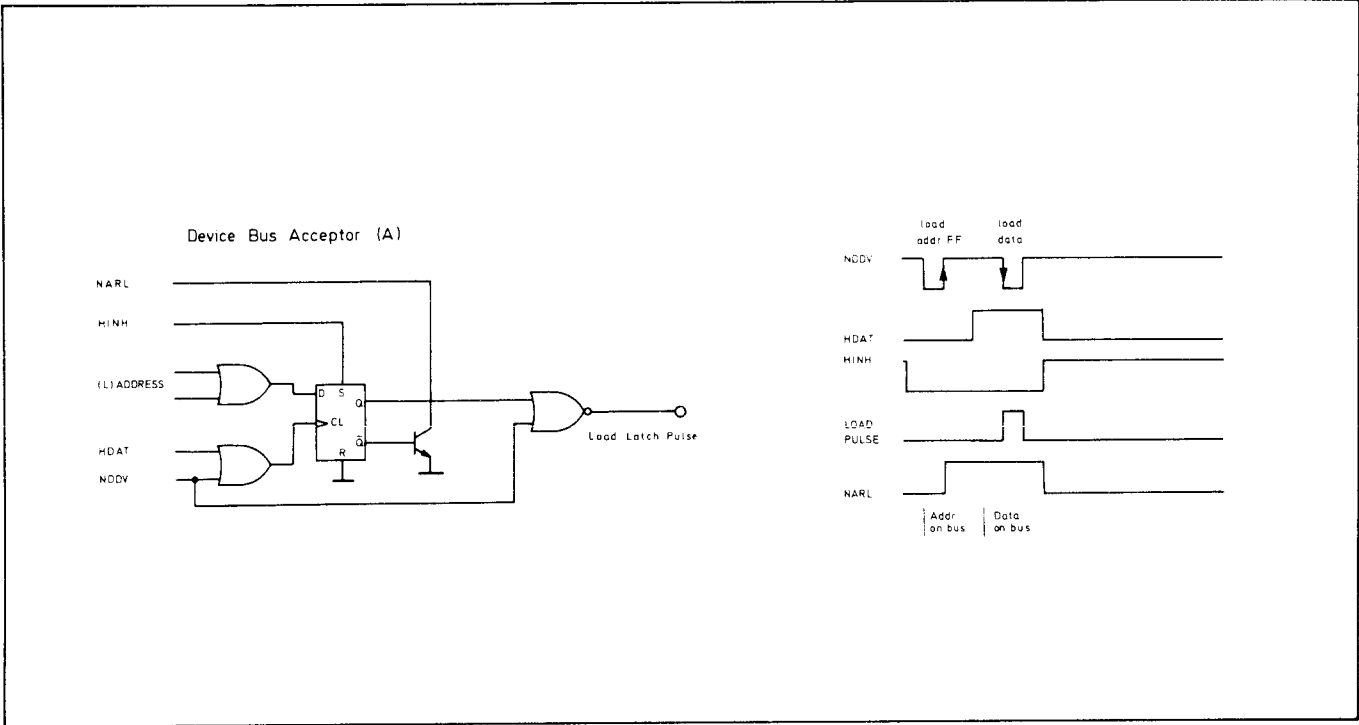 Device Bus Acceptor (A)
NARL
HINH
(L) ADDRESS
HDAT
NDDV
D S Q
CL
Q̄
R
Load Latch Pulse
load
addr FF
load
data
NDDV
HDAT
HINH
LOAD
PULSE
NARL
Addr
on bus
Data
on bus